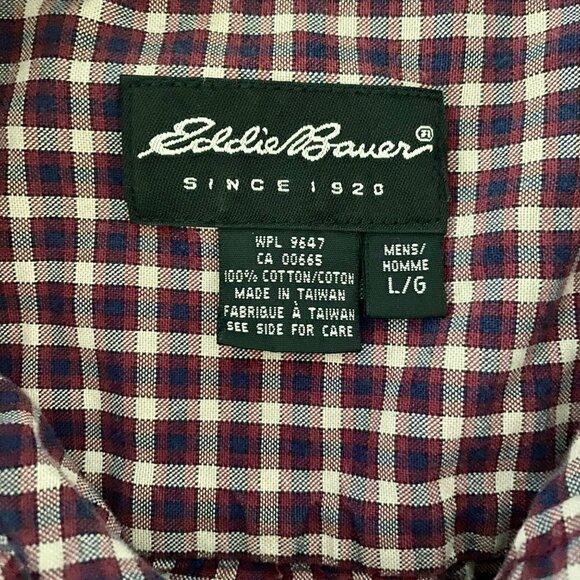 Eddie Bauer®
SINCE 1920
WPL 9647
CA 00665
100% COTTON/COTON
MADE IN TAIWAN
FABRIQUÉ À TAIWAN
SEE SIDE FOR CARE
MENS/
HOMME
L/G